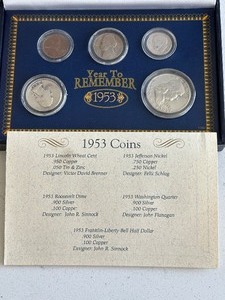 Year To
REMEMBER
1953
1953 Coins
1953 Lincoln Wheat Cent
.950 Copper
.050 Tin & Zinc
Designer: Victor David Brenner
1953 Jefferson Nickel
.750 Copper
.250 Nickel
Designer: Felix Schlag
1953 Roosevelt Dime
.900 Silver
.100 Copper
Designer: John R. Sinnock
1953 Washington Quarter
.900 Silver
.100 Copper
Designer: John Flanagan
1953 Franklin-Liberty Bell Half Dollar
.900 Silver
.100 Copper
Designer: John R. Sinnock